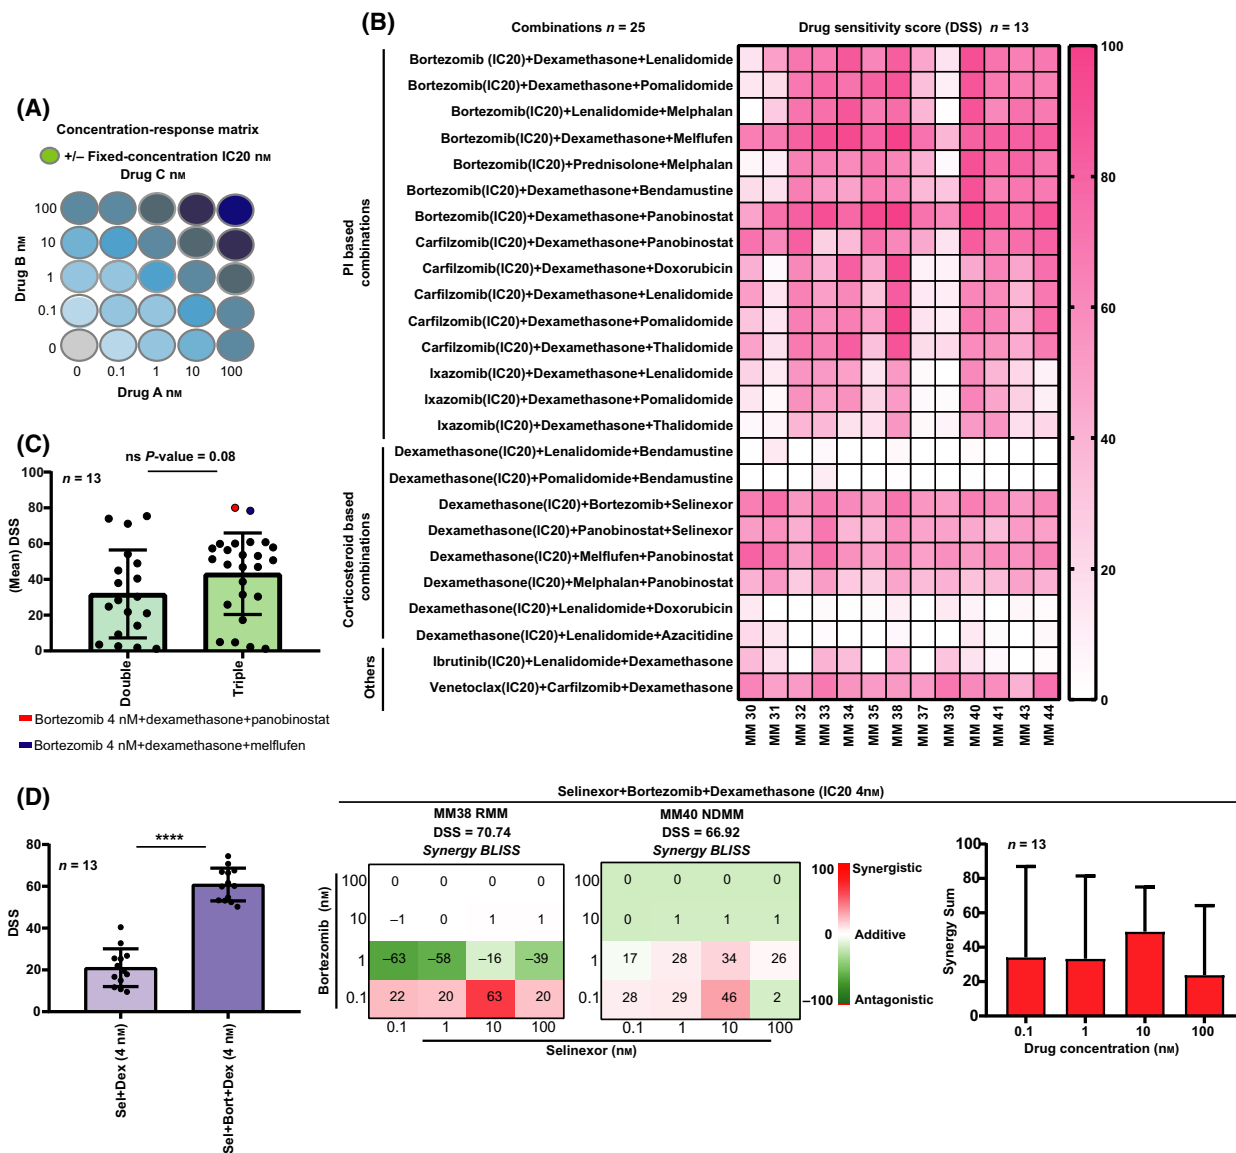 (A)
Concentration-response matrix
+/– Fixed-concentration IC20 nM
Drug C nM
Drug B nM
100
10
1
0.1
0
0 0.1 1 10 100
Drug A nM
(B)
Combinations n = 25
Drug sensitivity score (DSS) n = 13
PI based combinations
Bortezomib (IC20)+Dexamethasone+Lenalidomide
Bortezomib(IC20)+Dexamethasone+Pomalidomide
Bortezomib(IC20)+Lenalidomide+Melphalan
Bortezomib(IC20)+Dexamethasone+Melflufen
Bortezomib(IC20)+Prednisolone+Melphalan
Bortezomib(IC20)+Dexamethasone+Bendamustine
Bortezomib(IC20)+Dexamethasone+Panobinostat
Carfilzomib(IC20)+Dexamethasone+Panobinostat
Carfilzomib(IC20)+Dexamethasone+Doxorubicin
Carfilzomib(IC20)+Dexamethasone+Lenalidomide
Carfilzomib(IC20)+Dexamethasone+Pomalidomide
Carfilzomib(IC20)+Dexamethasone+Thalidomide
Ixazomib(IC20)+Dexamethasone+Lenalidomide
Ixazomib(IC20)+Dexamethasone+Pomalidomide
Ixazomib(IC20)+Dexamethasone+Thalidomide
Corticosteroid based combinations
Dexamethasone(IC20)+Lenalidomide+Bendamustine
Dexamethasone(IC20)+Pomalidomide+Bendamustine
Dexamethasone(IC20)+Bortezomib+Selinexor
Dexamethasone(IC20)+Panobinostat+Selinexor
Dexamethasone(IC20)+Melflufen+Panobinostat
Dexamethasone(IC20)+Melphalan+Panobinostat
Dexamethasone(IC20)+Lenalidomide+Doxorubicin
Dexamethasone(IC20)+Lenalidomide+Azacitidine
Others
Ibrutinib(IC20)+Lenalidomide+Dexamethasone
Venetoclax(IC20)+Carfilzomib+Dexamethasone
MM 30 MM 31 MM 32 MM 33 MM 34 MM 35 MM 38 MM 37 MM 39 MM 40 MM 41 MM 43 MM 44
100
80
60
40
20
0
(C)
ns P-value = 0.08
n = 13
(Mean) DSS
100
80
60
40
20
0
Double Triple
Bortezomib 4 nM+dexamethasone+panobinostat
Bortezomib 4 nM+dexamethasone+melflufen
(D)
****
n = 13
DSS
80
60
40
20
0
Sel+Dex (4 nM) Sel+Bort+Dex (4 nM)
Selinexor+Bortezomib+Dexamethasone (IC20 4nM)
MM38 RMM
DSS = 70.74
Synergy BLISS
Bortezomib (nM)
100 0 0 0 0
10 –1 0 1 1
1 –63 –58 –16 –39
0.1 22 20 63 20
0.1 1 10 100
MM40 NDMM
DSS = 66.92
Synergy BLISS
100 0 0 0 0
10 0 1 1 1
1 17 28 34 26
0.1 28 29 46 2
0.1 1 10 100
Selinexor (nM)
100 Synergistic
0 Additive
–100 Antagonistic
n = 13
Synergy Sum
100
80
60
40
20
0
0.1 1 10 100
Drug concentration (nM)